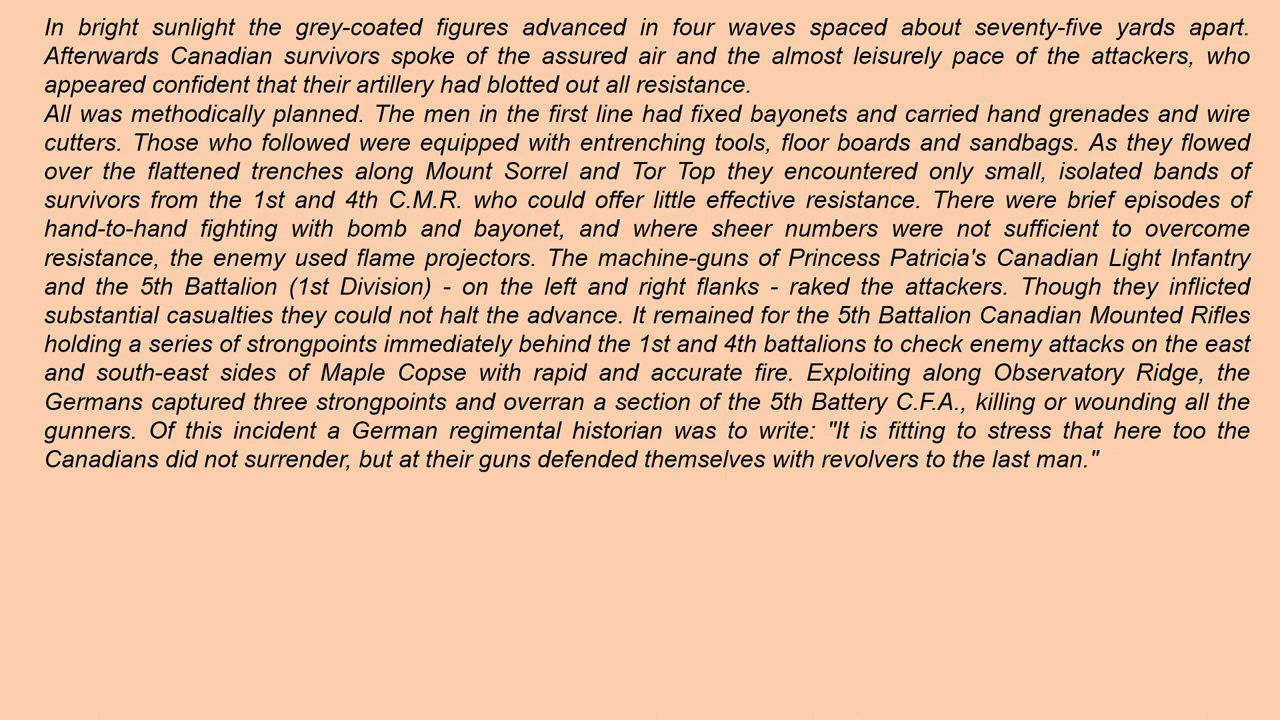 In bright sunlight the grey-coated figures advanced in four waves spaced about seventy-five yards apart.
Afterwards Canadian survivors spoke of the assured air and the almost leisurely pace of the attackers, who
appeared confident that their artillery had blotted out all resistance.
All was methodically planned. The men in the first line had fixed bayonets and carried hand grenades and wire
cutters. Those who followed were equipped with entrenching tools, floor boards and sandbags. As they flowed
over the flattened trenches along Mount Sorrel and Tor Top they encountered only small, isolated bands of
survivors from the 1st and 4th C.M.R. who could offer little effective resistance. There were brief episodes of
hand-to-hand fighting with bomb and bayonet, and where sheer numbers were not sufficient to overcome
resistance, the enemy used flame projectors. The machine-guns of Princess Patricia's Canadian Light Infantry
and the 5th Battalion (1st Division) - on the left and right flanks - raked the attackers. Though they inflicted
substantial casualties they could not halt the advance. It remained for the 5th Battalion Canadian Mounted Rifles
holding a series of strongpoints immediately behind the 1st and 4th battalions to check enemy attacks on the east
and south-east sides of Maple Copse with rapid and accurate fire. Exploiting along Observatory Ridge, the
Germans captured three strongpoints and overran a section of the 5th Battery C.F.A., killing or wounding all the
gunners. Of this incident a German regimental historian was to write: "It is fitting to stress that here too the
Canadians did not surrender, but at their guns defended themselves with revolvers to the last man."